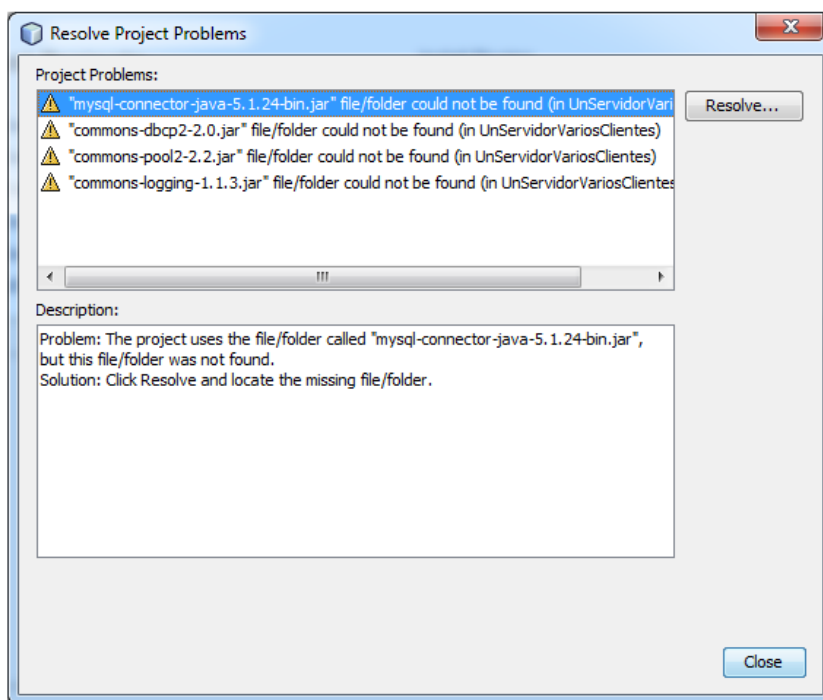 Resolve Project Problems
Project Problems:
"mysql-connector-java-5.1.24-bin.jar" file/folder could not be found (in UnServidorVari
Resolve...
"commons-dbcp2-2.0.jar" file/folder could not be found (in UnServidorVariosClientes)
"commons-pool2-2.2.jar" file/folder could not be found (in UnServidorVariosClientes)
"commons-logging-1.1.3.jar" file/folder could not be found (in UnServidorVariosClientes
Description:
Problem: The project uses the file/folder called "mysql-connector-java-5.1.24-bin.jar",
but this file/folder was not found.
Solution: Click Resolve and locate the missing file/folder.
Close